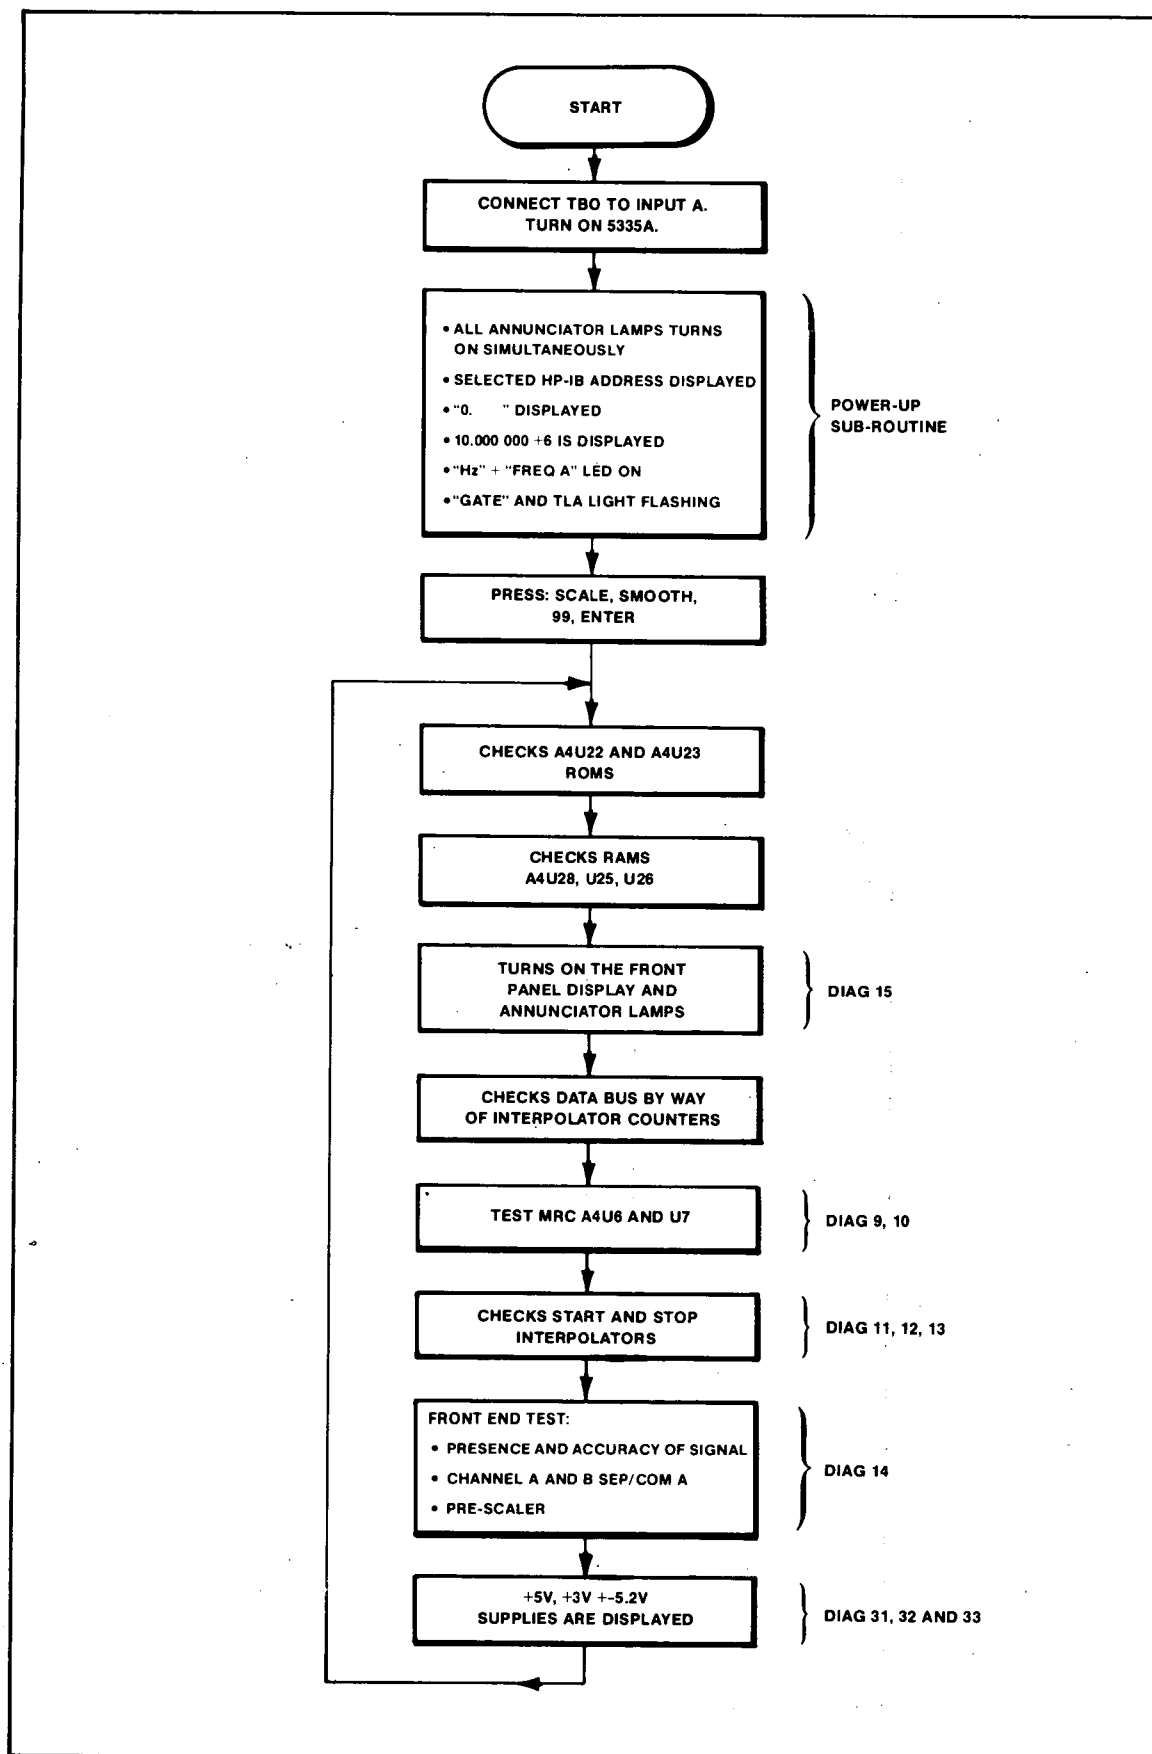 START
CONNECT TBO TO INPUT A.
TURN ON 5335A.
• ALL ANNUNCIATOR LAMPS TURNS
ON SIMULTANEOUSLY
• SELECTED HP-IB ADDRESS DISPLAYED
• "0. " DISPLAYED
• 10.000 000 +6 IS DISPLAYED
• "Hz" + "FREQ A" LED ON
• "GATE" AND TLA LIGHT FLASHING
POWER-UP
SUB-ROUTINE
PRESS: SCALE, SMOOTH,
99, ENTER
CHECKS A4U22 AND A4U23
ROMS
CHECKS RAMS
A4U28, U25, U26
TURNS ON THE FRONT
PANEL DISPLAY AND
ANNUNCIATOR LAMPS
DIAG 15
CHECKS DATA BUS BY WAY
OF INTERPOLATOR COUNTERS
TEST MRC A4U6 AND U7
DIAG 9, 10
CHECKS START AND STOP
INTERPOLATORS
DIAG 11, 12, 13
FRONT END TEST:
• PRESENCE AND ACCURACY OF SIGNAL
• CHANNEL A AND B SEP/COM A
• PRE-SCALER
DIAG 14
+5V, +3V +-5.2V
SUPPLIES ARE DISPLAYED
DIAG 31, 32 AND 33